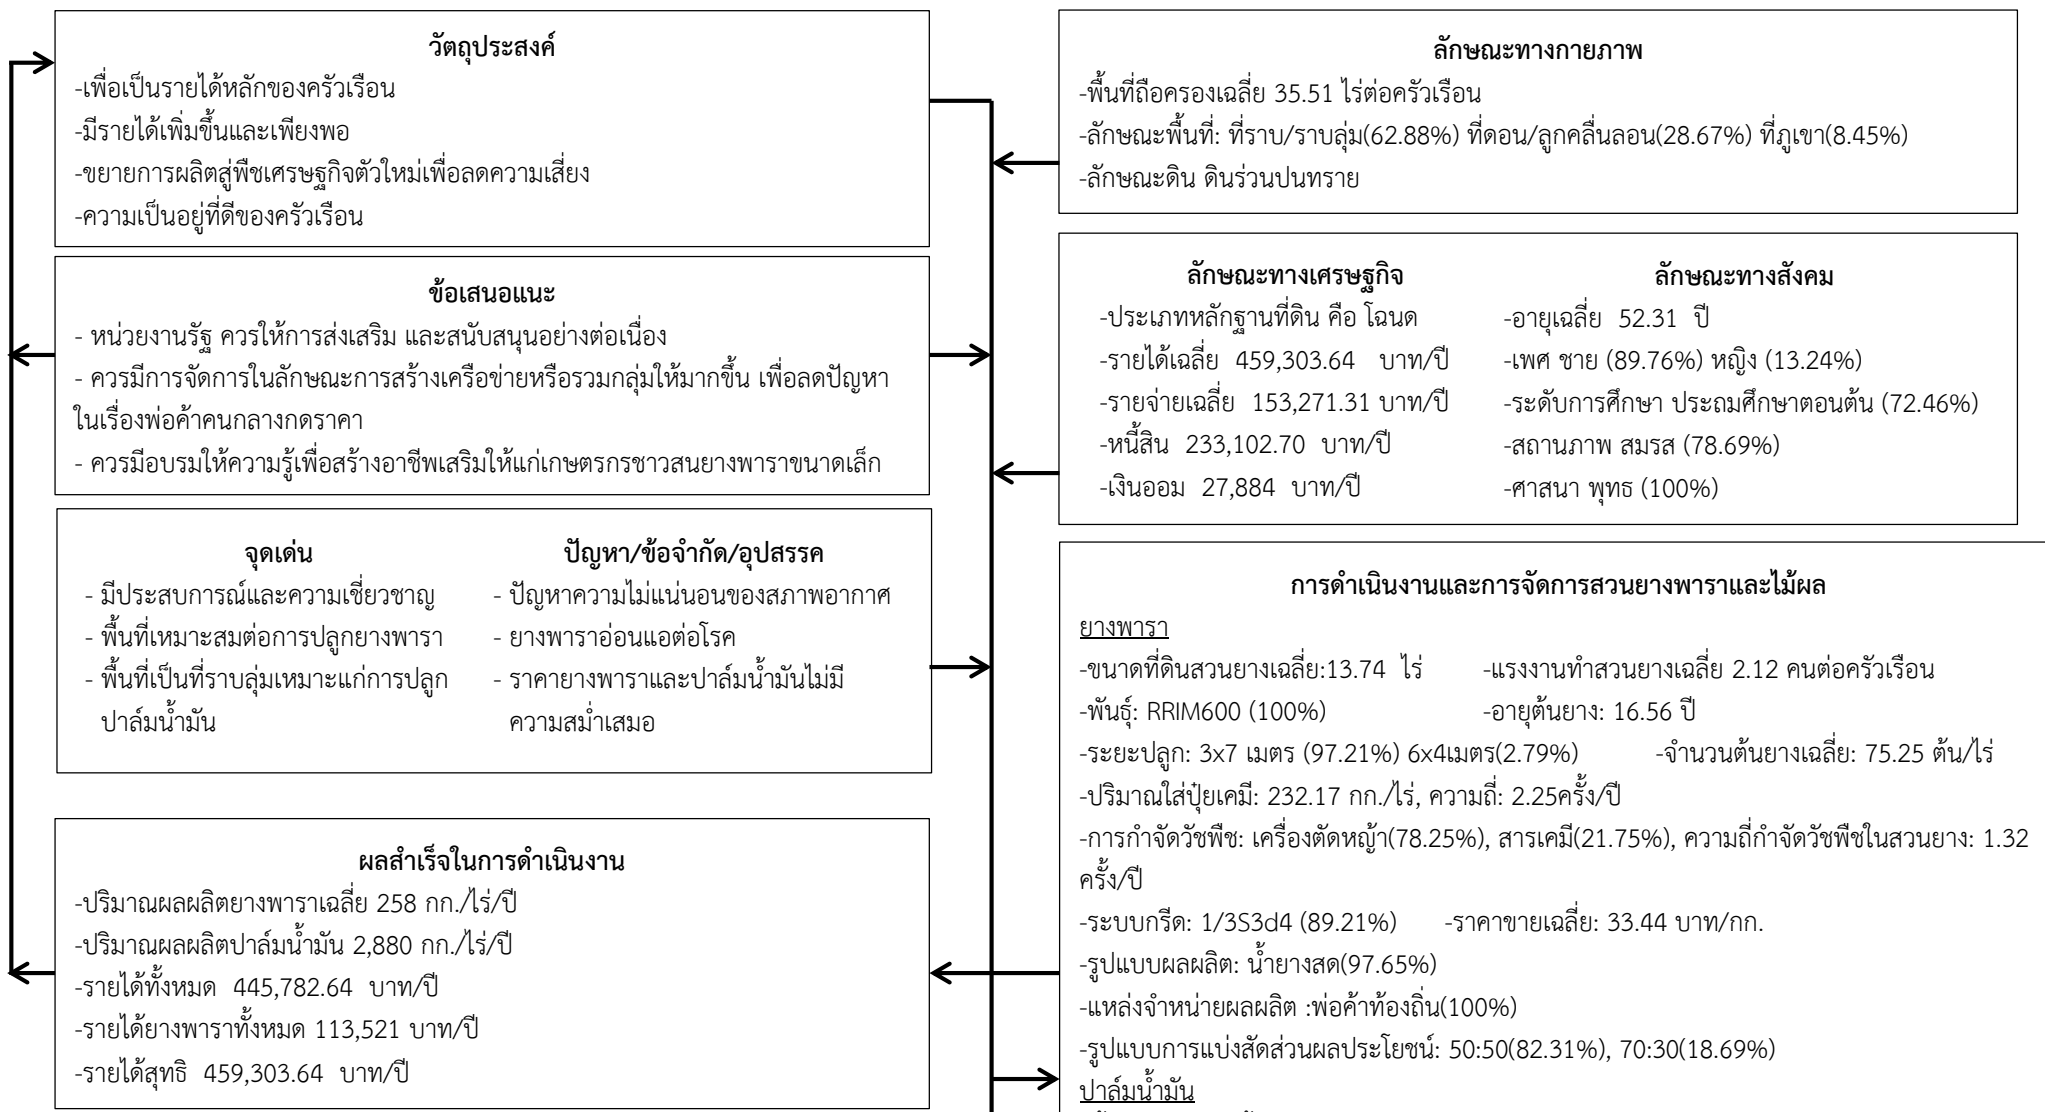 วัตถุประสงค์
-เพื่อเป็นรายได้หลักของครัวเรือน
-มีรายได้เพิ่มขึ้นและเพียงพอ
-ขยายการผลิตสู่พืชเศรษฐกิจตัวใหม่เพื่อลดความเสี่ยง
-ความเป็นอยู่ที่ดีของครัวเรือน
ข้อเสนอแนะ
- หน่วยงานรัฐ ควรให้การส่งเสริม และสนับสนุนอย่างต่อเนื่อง
- ควรมีการจัดการในลักษณะการสร้างเครือข่ายหรือรวมกลุ่มให้มากขึ้น เพื่อลดปัญหา
ในเรื่องพ่อค้าคนกลางกดราคา
- ควรมีอบรมให้ความรู้เพื่อสร้างอาชีพเสริมให้แก่เกษตรกรชาวสนยางพาราขนาดเล็ก
จุดเด่น
- มีประสบการณ์และความเชี่ยวชาญ
- พื้นที่เหมาะสมต่อการปลูกยางพารา
- พื้นที่เป็นที่ราบลุ่มเหมาะแก่การปลูก
ปาล์มน้ำมัน
ปัญหา/ข้อจำกัด/อุปสรรค
- ปัญหาความไม่แน่นอนของสภาพอากาศ
- ยางพาราอ่อนแอต่อโรค
- ราคายางพาราและปาล์มน้ำมันไม่มี
ความสม่ำเสมอ
ผลสำเร็จในการดำเนินงาน
-ปริมาณผลผลิตยางพาราเฉลี่ย 258 กก./ไร่/ปี
-ปริมาณผลผลิตปาล์มน้ำมัน 2,880 กก./ไร่/ปี
-รายได้ทั้งหมด 445,782.64 บาท/ปี
-รายได้ยางพาราทั้งหมด 113,521 บาท/ปี
-รายได้สุทธิ 459,303.64 บาท/ปี
ลักษณะทางกายภาพ
-พื้นที่ถือครองเฉลี่ย 35.51 ไร่ต่อครัวเรือน
-ลักษณะพื้นที่: ที่ราบ/ราบลุ่ม(62.88%) ที่ดอน/ลูกคลื่นลอน(28.67%) ที่ภูเขา(8.45%)
-ลักษณะดิน ดินร่วนปนทราย
ลักษณะทางเศรษฐกิจ
-ประเภทหลักฐานที่ดิน คือ โฉนด
-รายได้เฉลี่ย 459,303.64 บาท/ปี
-รายจ่ายเฉลี่ย 153,271.31 บาท/ปี
-หนี้สิน 233,102.70 บาท/ปี
-เงินออม 27,884 บาท/ปี
ลักษณะทางสังคม
-อายุเฉลี่ย 52.31 ปี
-เพศ ชาย (89.76%) หญิง (13.24%)
-ระดับการศึกษา ประถมศึกษาตอนต้น (72.46%)
-สถานภาพ สมรส (78.69%)
-ศาสนา พุทธ (100%)
การดำเนินงานและการจัดการสวนยางพาราและไม้ผล
ยางพารา
-ขนาดที่ดินสวนยางเฉลี่ย:13.74 ไร่ -แรงงานทำสวนยางเฉลี่ย 2.12 คนต่อครัวเรือน
-พันธุ์: RRIM600 (100%) -อายุต้นยาง: 16.56 ปี
-ระยะปลูก: 3x7 เมตร (97.21%) 6x4เมตร(2.79%) -จำนวนต้นยางเฉลี่ย: 75.25 ต้น/ไร่
-ปริมาณใส่ปุ๋ยเคมี: 232.17 กก./ไร่, ความถี่: 2.25ครั้ง/ปี
-การกำจัดวัชพืช: เครื่องตัดหญ้า(78.25%), สารเคมี(21.75%), ความถี่กำจัดวัชพืชในสวนยาง: 1.32
ครั้ง/ปี
-ระบบกรีด: 1/3S3d4 (89.21%) -ราคาขายเฉลี่ย: 33.44 บาท/กก.
-รูปแบบผลผลิต: น้ำยางสด(97.65%)
-แหล่งจำหน่ายผลผลิต :พ่อค้าท้องถิ่น(100%)
-รูปแบบการแบ่งสัดส่วนผลประโยชน์: 50:50(82.31%), 70:30(18.69%)
ปาล์มน้ำมัน